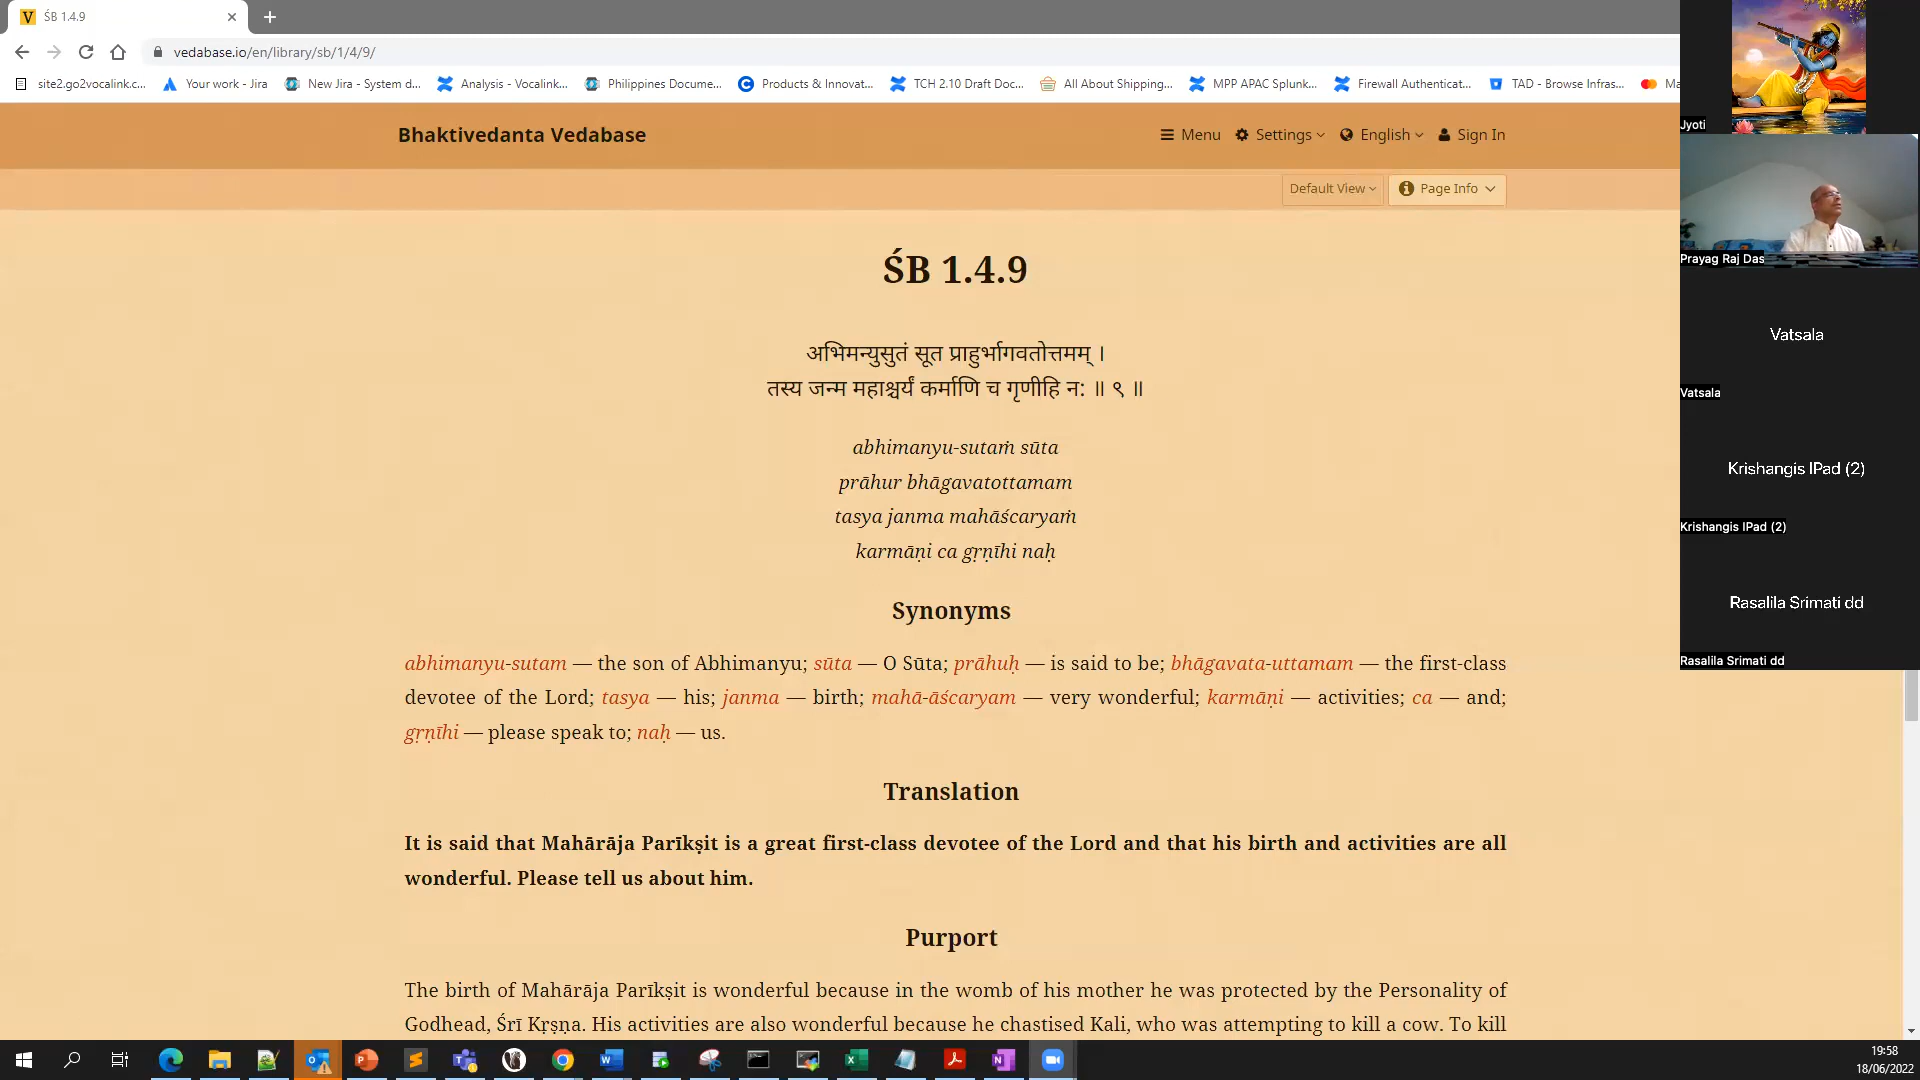 ŚB 1.4.9
vedabase.io/en/library/sb/1/4/9/
site2.go2vocalink.c...
Your work - Jira
New Jira - System d...
Analysis - Vocalink...
Philippines Docume...
Products & Innovat...
TCH 2.10 Draft Doc...
All About Shipping...
MPP APAC Splunk...
Firewall Authenticat...
TAD - Browse Infras...
Ma
Bhaktivedanta Vedabase
Menu
Settings
English
Sign In
Default View
Page Info
ŚB 1.4.9
अभिमन्युसुतं सूत प्राहुर्भागवतोत्तमम् ।
तस्य जन्म महाश्चर्यं कर्माणि च गृणीहि न: ॥ ९ ॥
abhimanyu-sutaṁ sūta
prāhur bhāgavatottamam
tasya janma mahāścaryaṁ
karmāṇi ca gṛṇīhi naḥ
Synonyms
abhimanyu-sutam — the son of Abhimanyu; sūta — O Sūta; prāhuḥ — is said to be; bhāgavata-uttamam — the first-class
devotee of the Lord; tasya — his; janma — birth; mahā-āścaryam — very wonderful; karmāṇi — activities; ca — and;
gṛṇīhi — please speak to; naḥ — us.
Translation
It is said that Mahārāja Parīkṣit is a great first-class devotee of the Lord and that his birth and activities are all
wonderful. Please tell us about him.
Purport
The birth of Mahārāja Parīkṣit is wonderful because in the womb of his mother he was protected by the Personality of
Godhead, Śrī Kṛṣṇa. His activities are also wonderful because he chastised Kali, who was attempting to kill a cow. To kill
Jyoti
Prayag Raj Das
Vatsala
Vatsala
Krishangis IPad (2)
Krishangis IPad (2)
Rasalila Srimati dd
Rasalila Srimati dd
19:58
18/06/2022